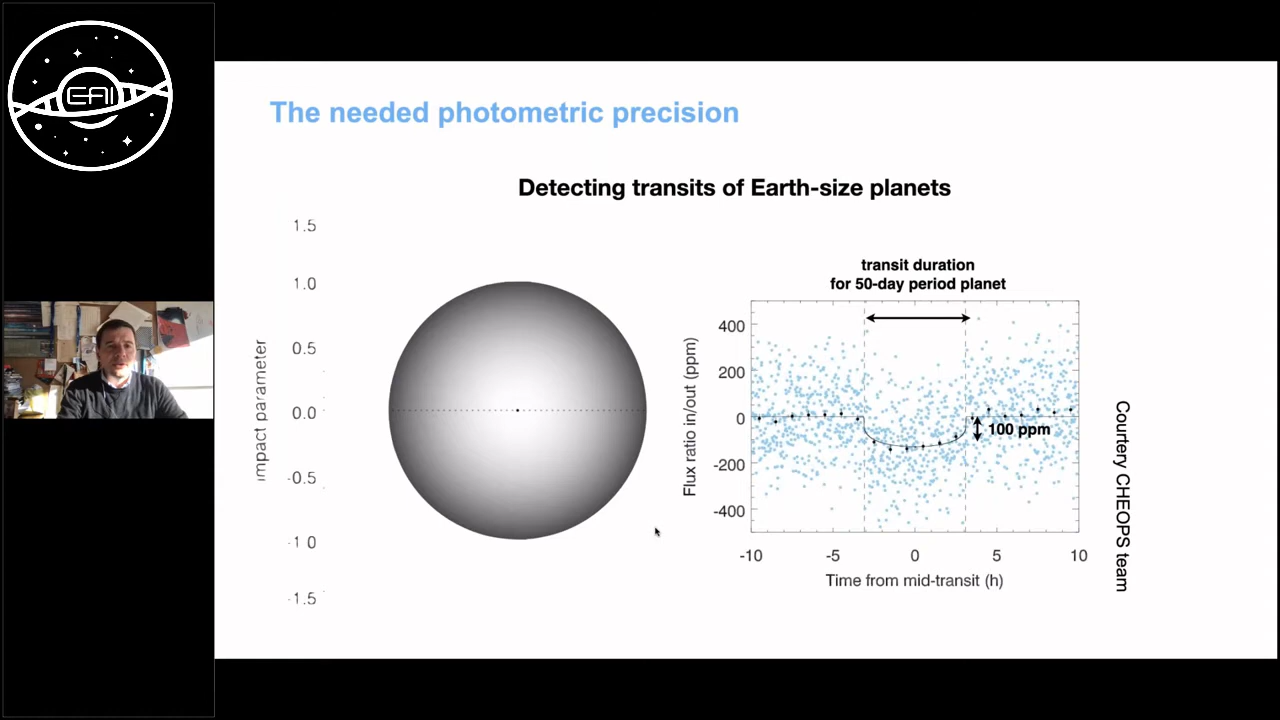 EAI
The needed photometric precision
Detecting transits of Earth-size planets
1.5
1.0
0.5
0.0
-0.5
-1 0
-1.5
impact parameter
transit duration
for 50-day period planet
400
200
0
-200
-400
Flux ratio in/out (ppm)
100 ppm
-10 -5 0 5 10
Time from mid-transit (h)
Courtery CHEOPS team